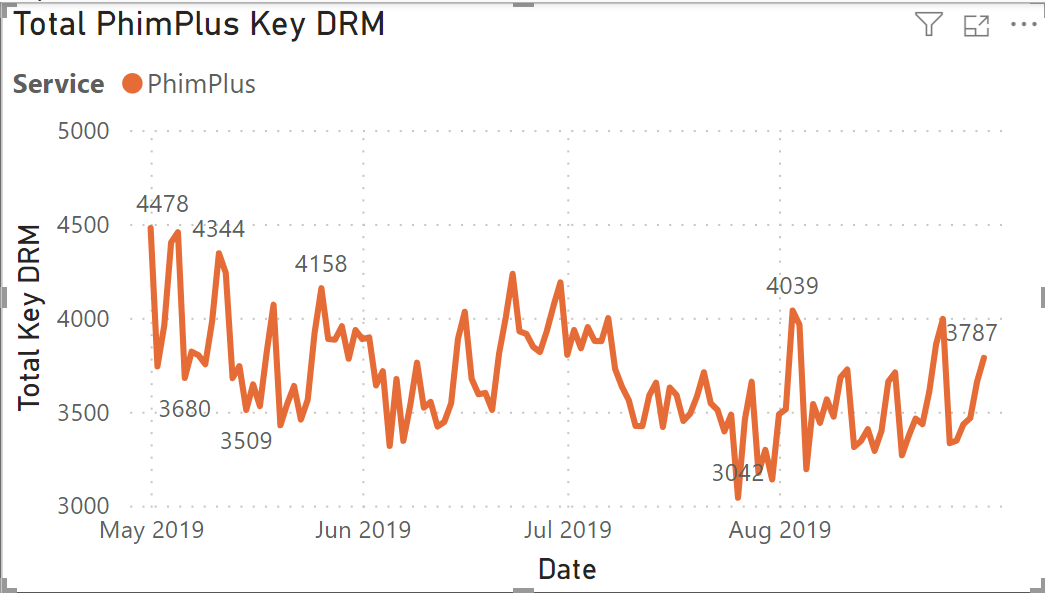 Total PhimPlus Key DRM
Service PhimPlus
5000
4500
4000
3500
3000
Total Key DRM
4478
4344
4158
3680
3509
3042
4039
3787
May 2019 Jun 2019 Jul 2019 Aug 2019
Date